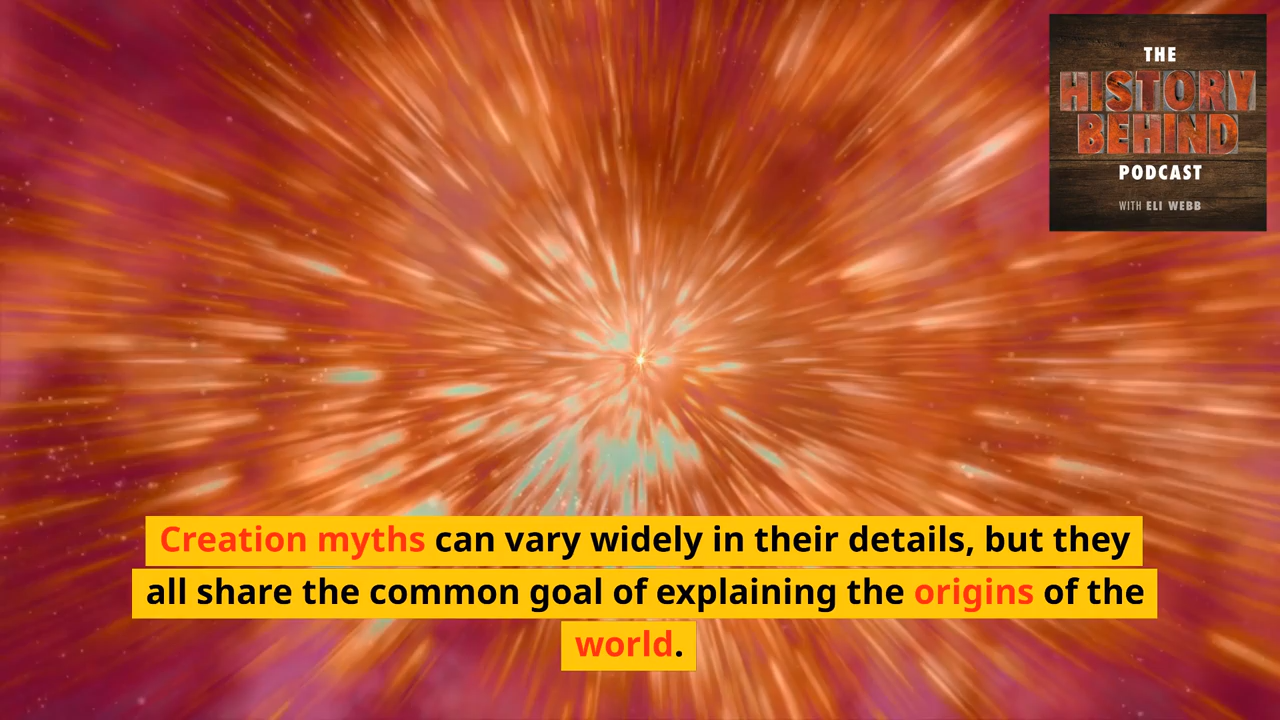 THE
HISTORY
BEHIND
PODCAST
WITH ELI WEBB
Creation myths can vary widely in their details, but they
all share the common goal of explaining the origins of the
world.